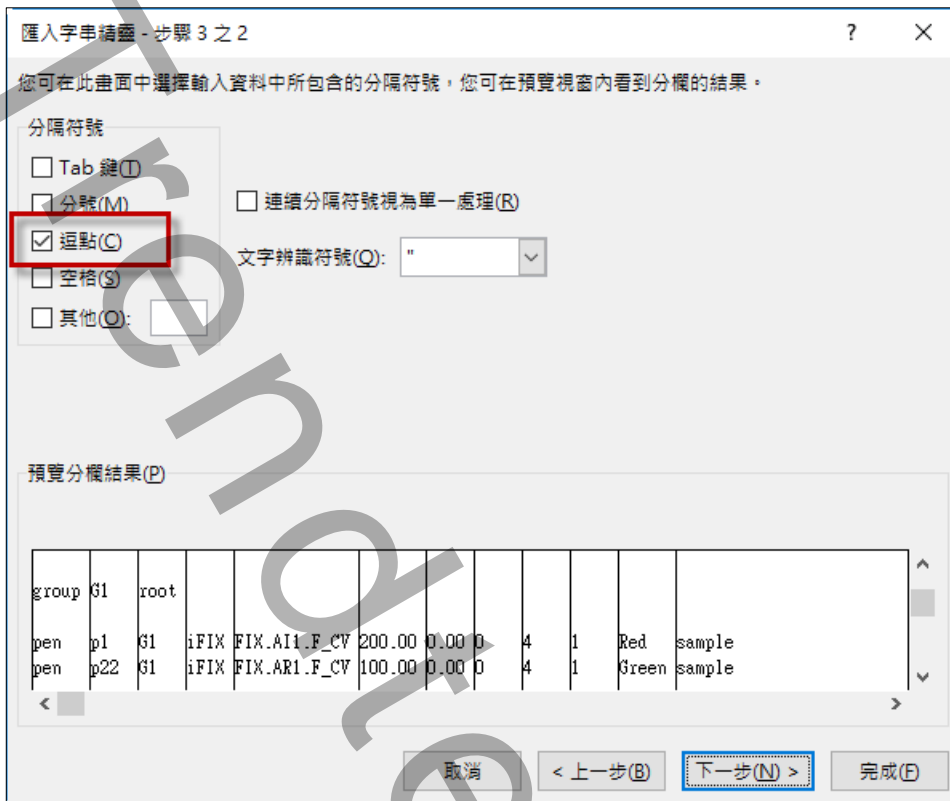 匯入字串精靈 - 步驟 3 之 2 ?
您可在此畫面中選擇輸入資料中所包含的分隔符號，您可在預覽視窗內看到分欄的結果。
分隔符號
Tab 鍵(T)
分號(M)
連續分隔符號視為單一處理(R)
逗點(C)
文字辨識符號(Q): "
空格(S)
其他(O):
預覽分欄結果(P)
group G1 root
pen p1 G1 iFIX FIX.AI1.F_CV 200.00 0.00 0 4 1 Red sample
pen p22 G1 iFIX FIX.AR1.F_CV 100.00 0.00 0 4 1 Green sample
取消 < 上一步(B) 下一步(N) > 完成(F)
Trendte